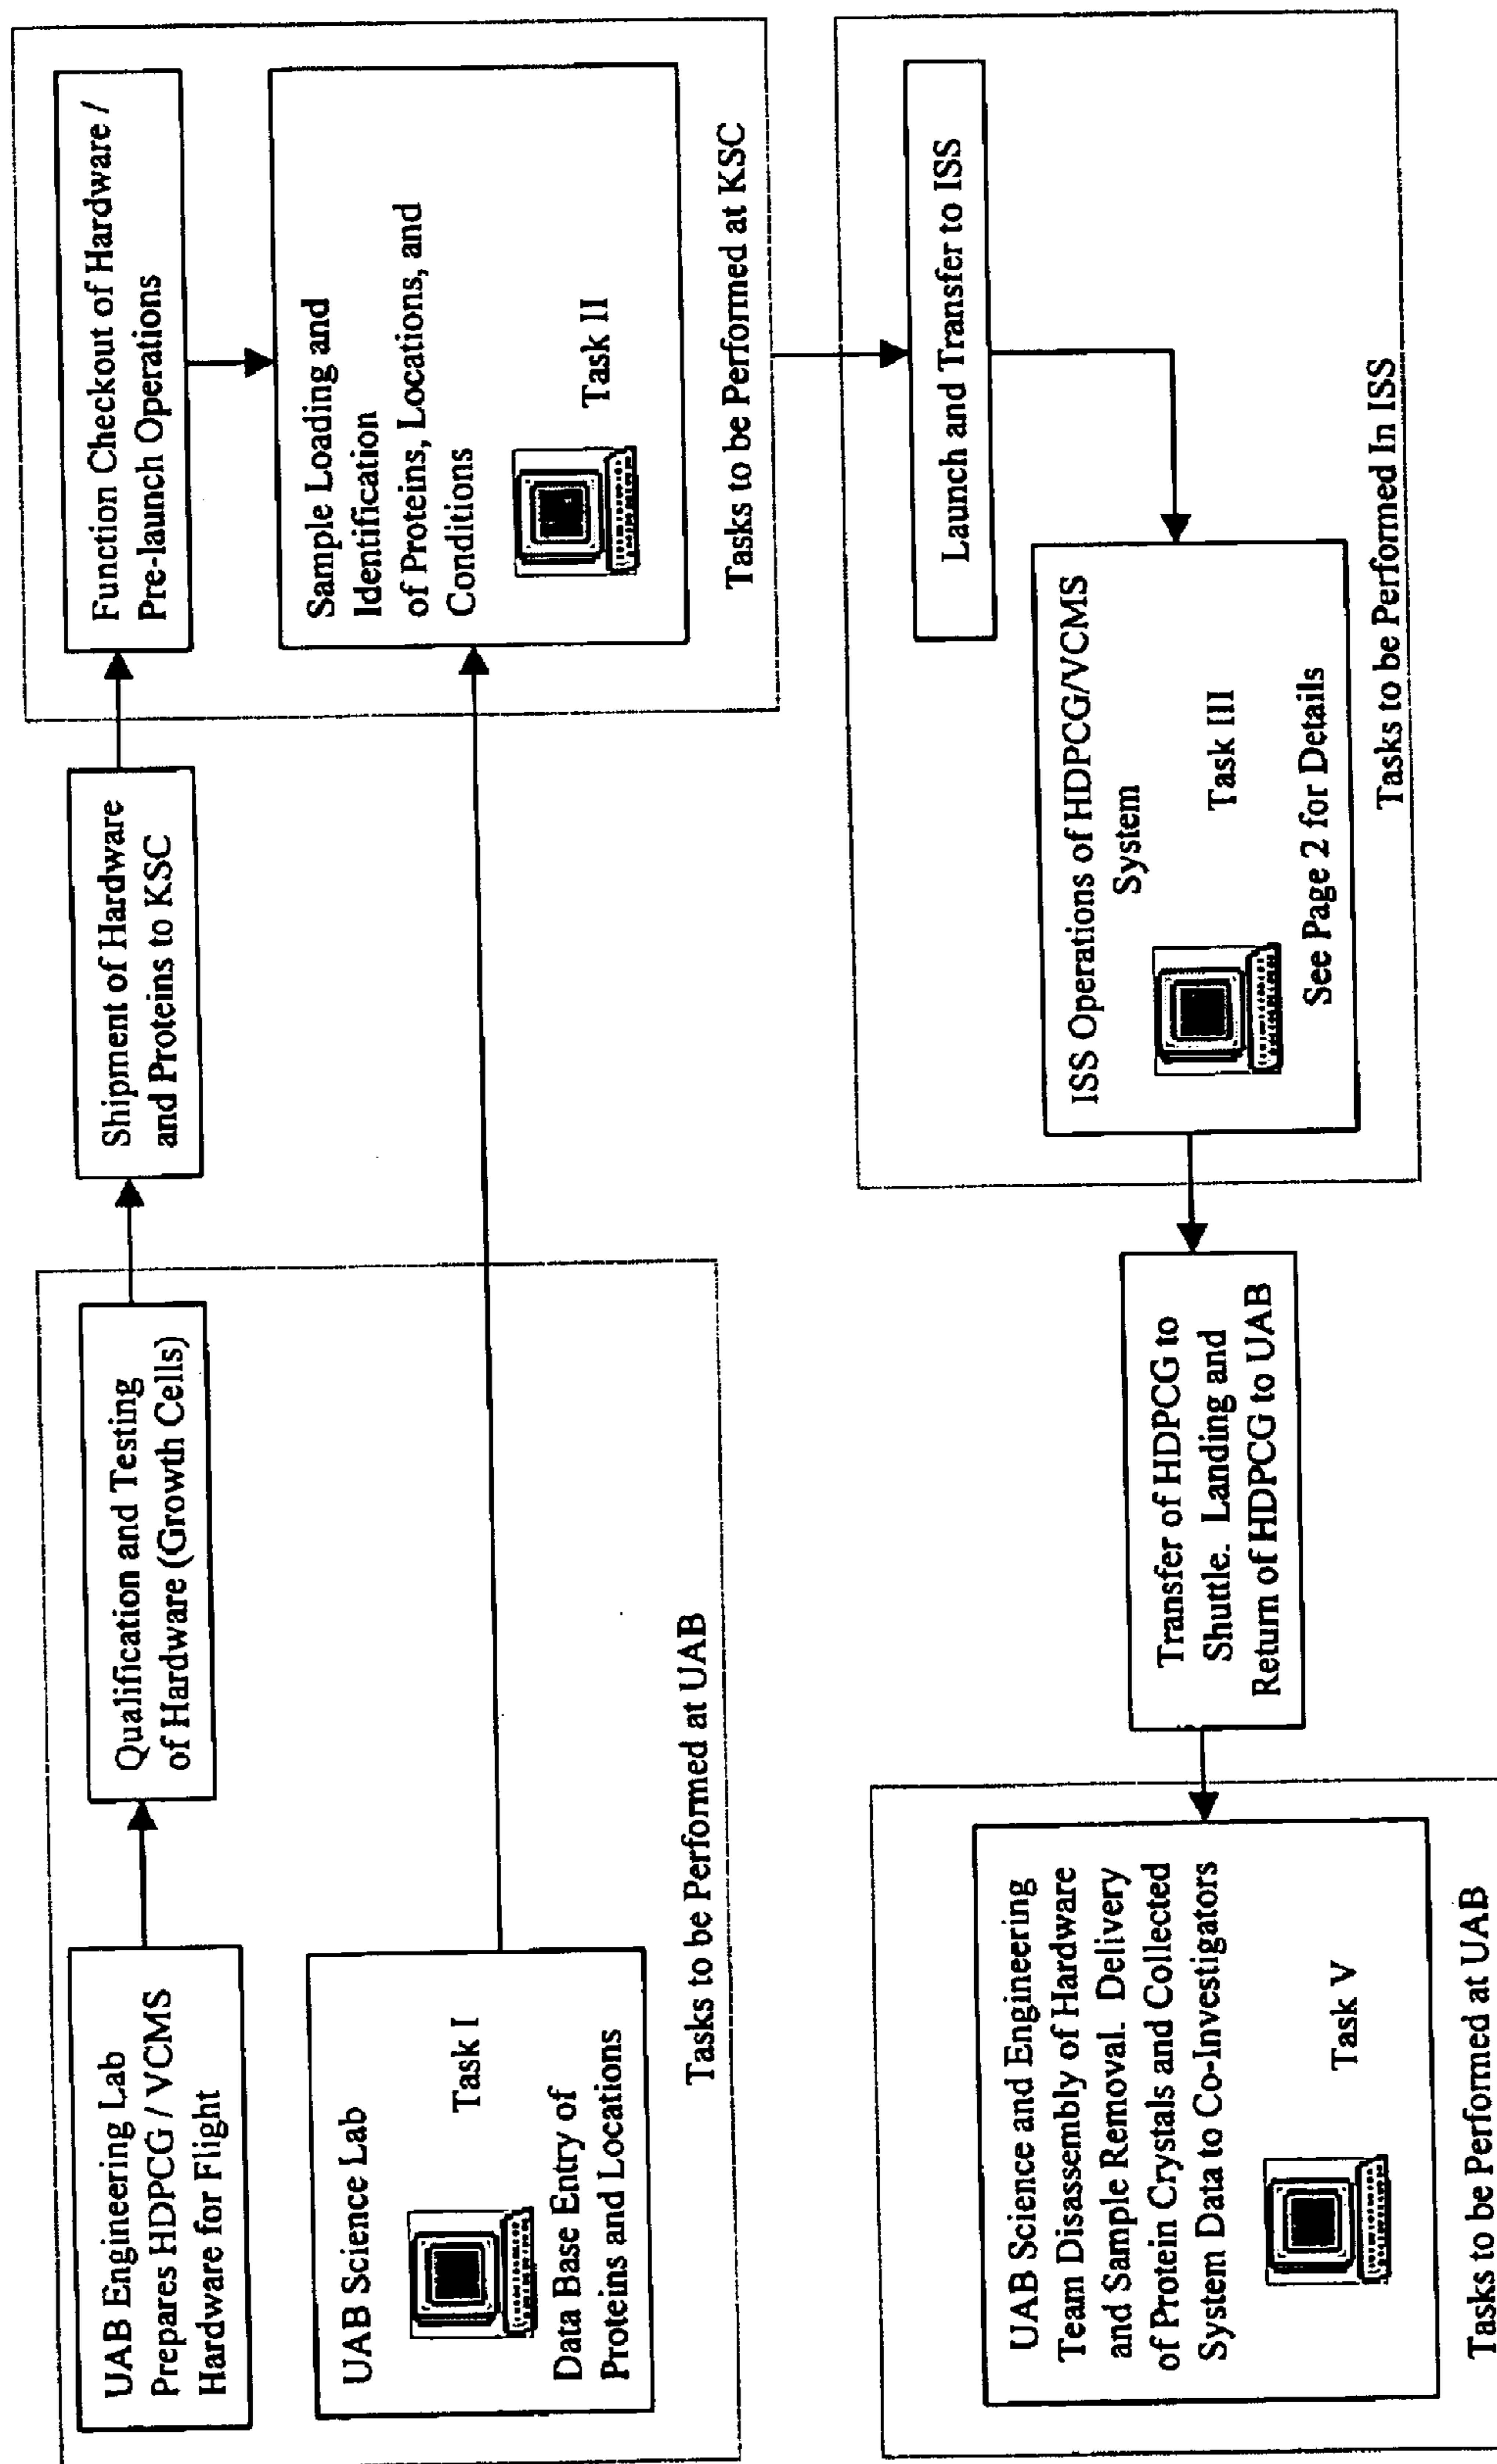 UAB Engineering Lab
Prepares HDPCG / VCMS
Hardware for Flight
Qualification and Testing
of Hardware (Growth Cells)
Shipment of Hardware
and Proteins to KSC
Function Checkout of Hardware /
Pre-launch Operations
UAB Science Lab
Task I
Data Base Entry of
Proteins and Locations
Tasks to be Performed at UAB
Sample Loading and
Identification
of Proteins, Locations, and
Conditions
Task II
Tasks to be Performed at KSC
Launch and Transfer to ISS
ISS Operations of HDPCG/VCMS
System
Task III
See Page 2 for Details
Tasks to be Performed In ISS
Transfer of HDPCG to
Shuttle. Landing and
Return of HDPCG to UAB
UAB Science and Engineering
Team Disassembly of Hardware
and Sample Removal. Delivery
of Protein Crystals and Collected
System Data to Co-Investigators
Task V
Tasks to be Performed at UAB